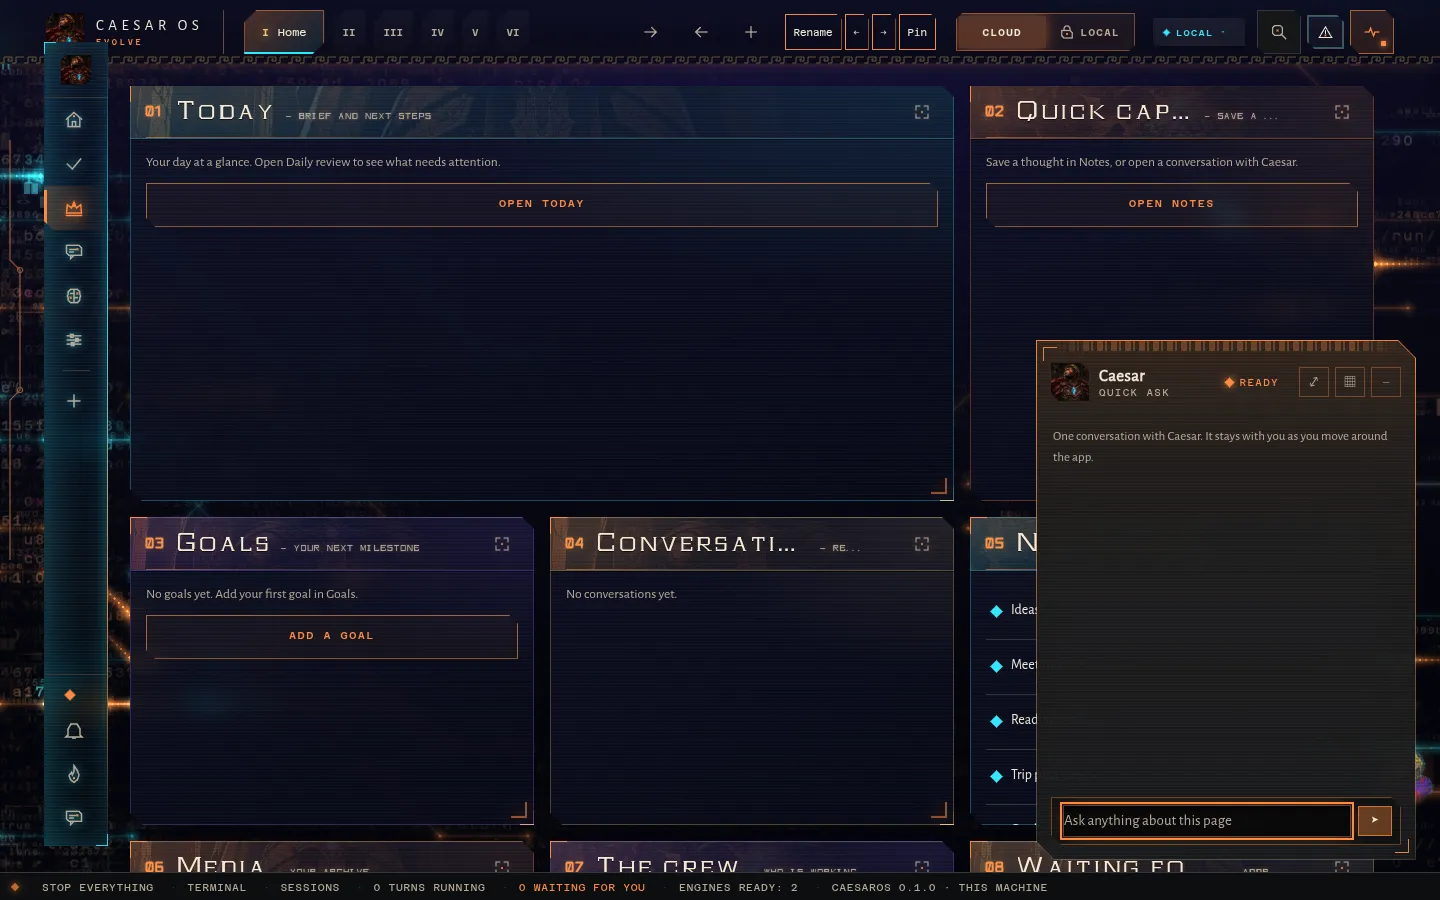 CAESAR OS
EVOLVE
I Home
II
III
IV
V
VI
Rename
Pin
CLOUD
LOCAL
LOCAL
01 TODAY – BRIEF AND NEXT STEPS
Your day at a glance. Open Daily review to see what needs attention.
OPEN TODAY
02 QUICK CAP... – SAVE A ...
Save a thought in Notes, or open a conversation with Caesar.
OPEN NOTES
03 GOALS – YOUR NEXT MILESTONE
No goals yet. Add your first goal in Goals.
ADD A GOAL
04 CONVERSATI... – RE...
No conversations yet.
05 N
Ideas
Meet
Read
Trip
Caesar
QUICK ASK
READY
One conversation with Caesar. It stays with you as you move around
the app.
Ask anything about this page
06 MEDIA – YOUR ARCHIVE
07 THE CREW – WHO IS WORKING
08 WAITING FO
STOP EVERYTHING · TERMINAL · SESSIONS · 0 TURNS RUNNING · 0 WAITING FOR YOU · ENGINES READY: 2 · CAESAROS 0.1.0 · THIS MACHINE